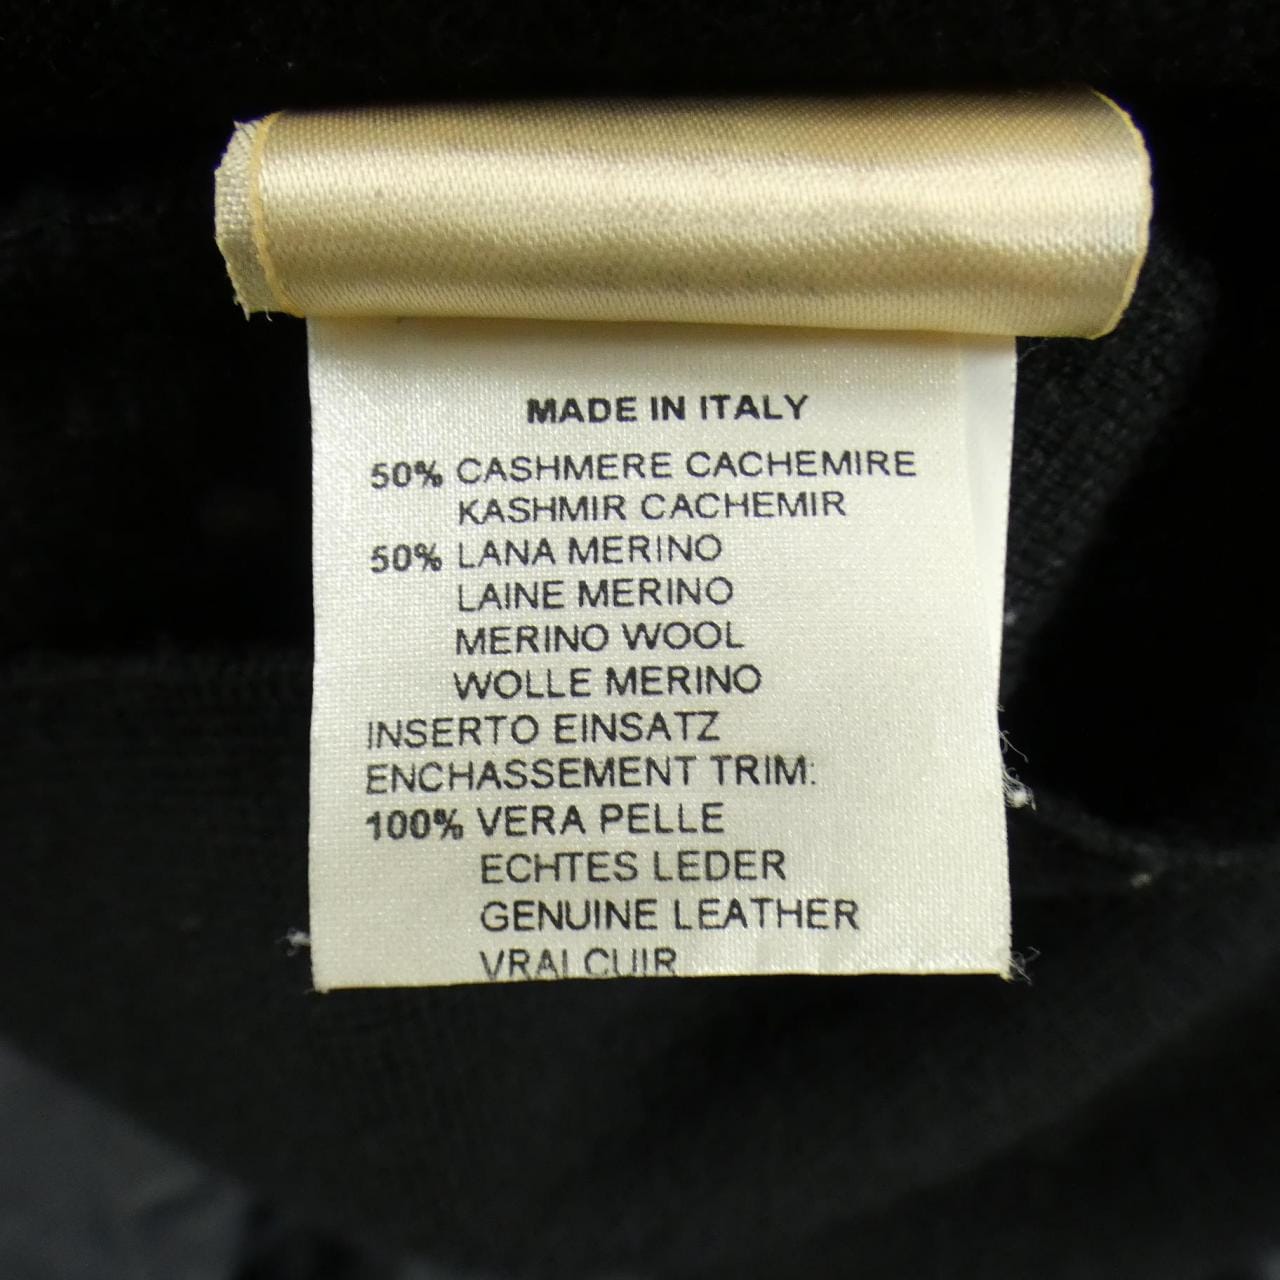 MADE IN ITALY
50% CASHMERE CACHEMIRE
KASHMIR CACHEMIR
50% LANA MERINO
LAINE MERINO
MERINO WOOL
WOLLE MERINO
INSERTO EINSATZ
ENCHASSEMENT TRIM:
100% VERA PELLE
ECHTES LEDER
GENUINE LEATHER
VRAI CUIR